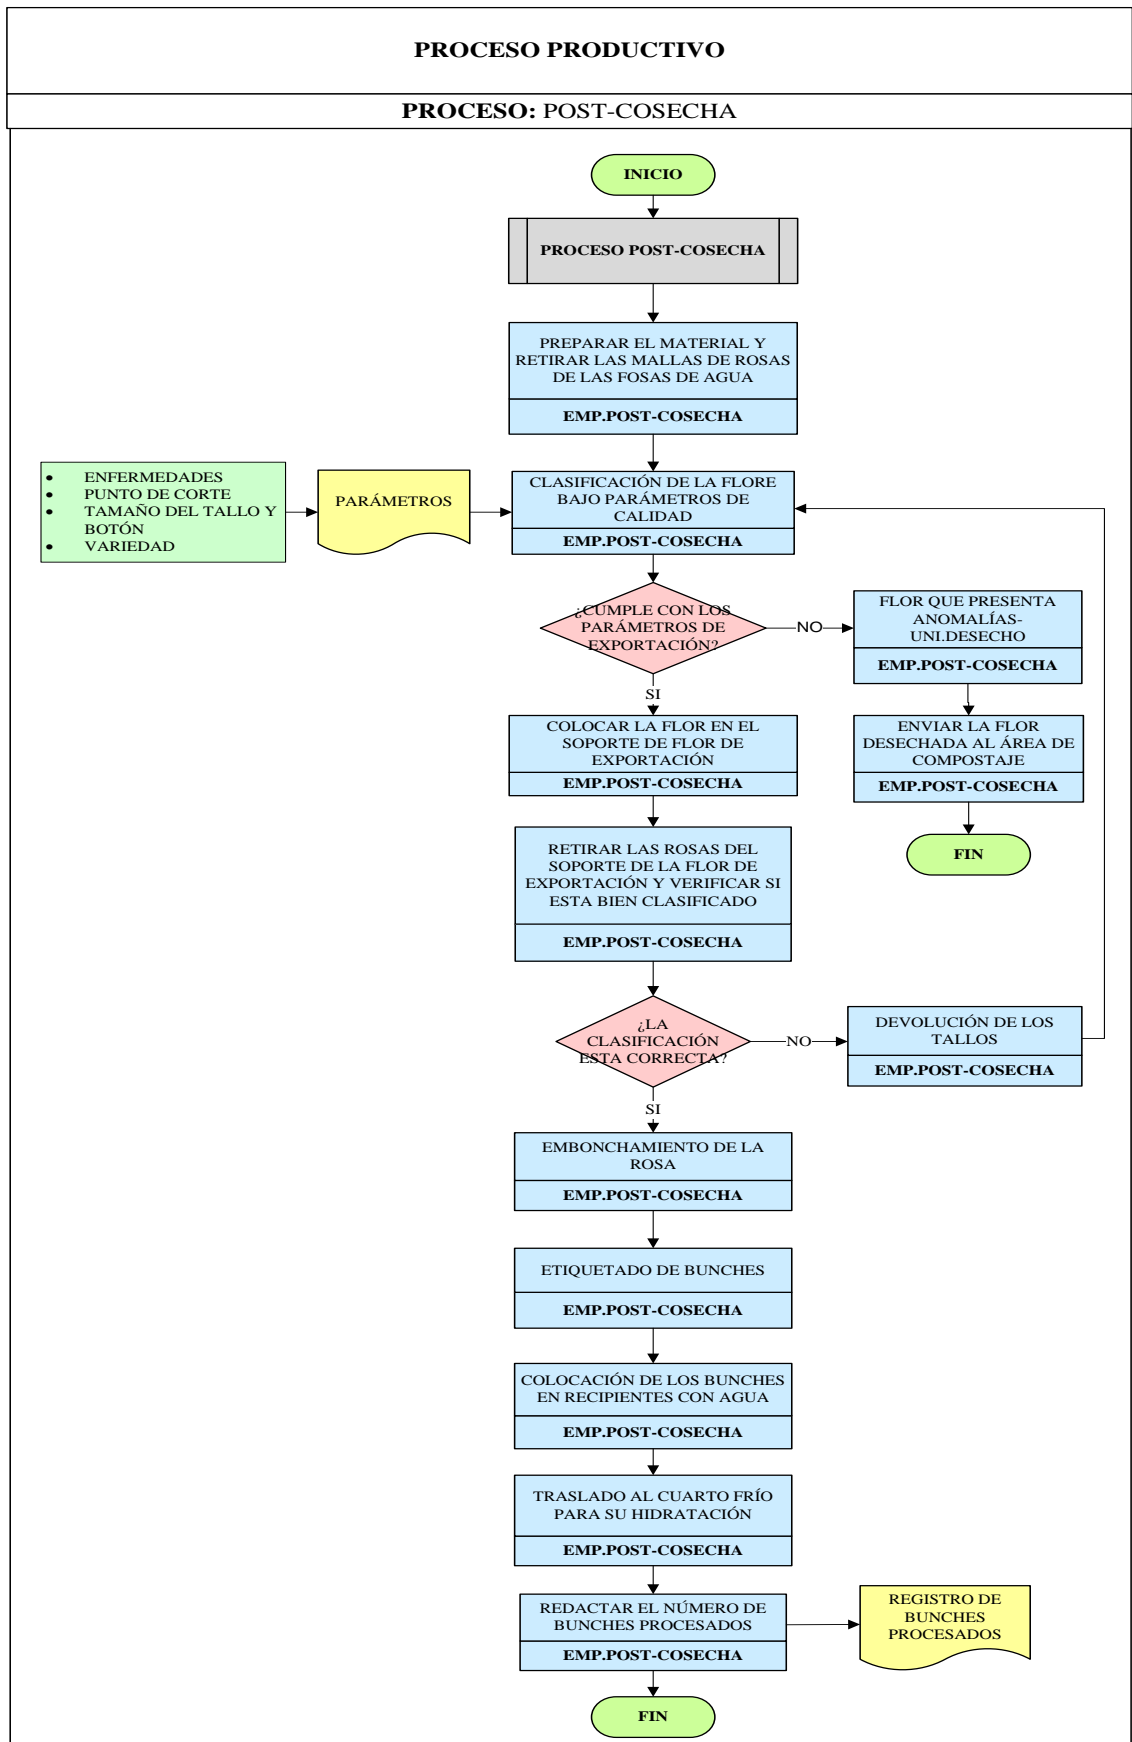 PROCESO PRODUCTIVO
PROCESO: POST-COSECHA
INICIO
PROCESO POST-COSECHA
PREPARAR EL MATERIAL Y
RETIRAR LAS MALLAS DE ROSAS
DE LAS FOSAS DE AGUA
EMP.POST-COSECHA
• ENFERMEDADES
• PUNTO DE CORTE
• TAMAÑO DEL TALLO Y
BOTÓN
• VARIEDAD
PARÁMETROS
CLASIFICACIÓN DE LA FLORE
BAJO PARÁMETROS DE
CALIDAD
EMP.POST-COSECHA
¿CUMPLE CON LOS
PARÁMETROS DE
EXPORTACIÓN?
NO
FLOR QUE PRESENTA
ANOMALÍAS-
UNI.DESECHO
EMP.POST-COSECHA
SI
COLOCAR LA FLOR EN EL
SOPORTE DE FLOR DE
EXPORTACIÓN
EMP.POST-COSECHA
ENVIAR LA FLOR
DESECHADA AL ÁREA DE
COMPOSTAJE
EMP.POST-COSECHA
FIN
RETIRAR LAS ROSAS DEL
SOPORTE DE LA FLOR DE
EXPORTACIÓN Y VERIFICAR SI
ESTA BIEN CLASIFICADO
EMP.POST-COSECHA
¿LA
CLASIFICACIÓN
ESTA CORRECTA?
NO
DEVOLUCIÓN DE LOS
TALLOS
EMP.POST-COSECHA
SI
EMBONCHAMIENTO DE LA
ROSA
EMP.POST-COSECHA
ETIQUETADO DE BUNCHES
EMP.POST-COSECHA
COLOCACIÓN DE LOS BUNCHES
EN RECIPIENTES CON AGUA
EMP.POST-COSECHA
TRASLADO AL CUARTO FRÍO
PARA SU HIDRATACIÓN
EMP.POST-COSECHA
REDACTAR EL NÚMERO DE
BUNCHES PROCESADOS
EMP.POST-COSECHA
REGISTRO DE
BUNCHES
PROCESADOS
FIN